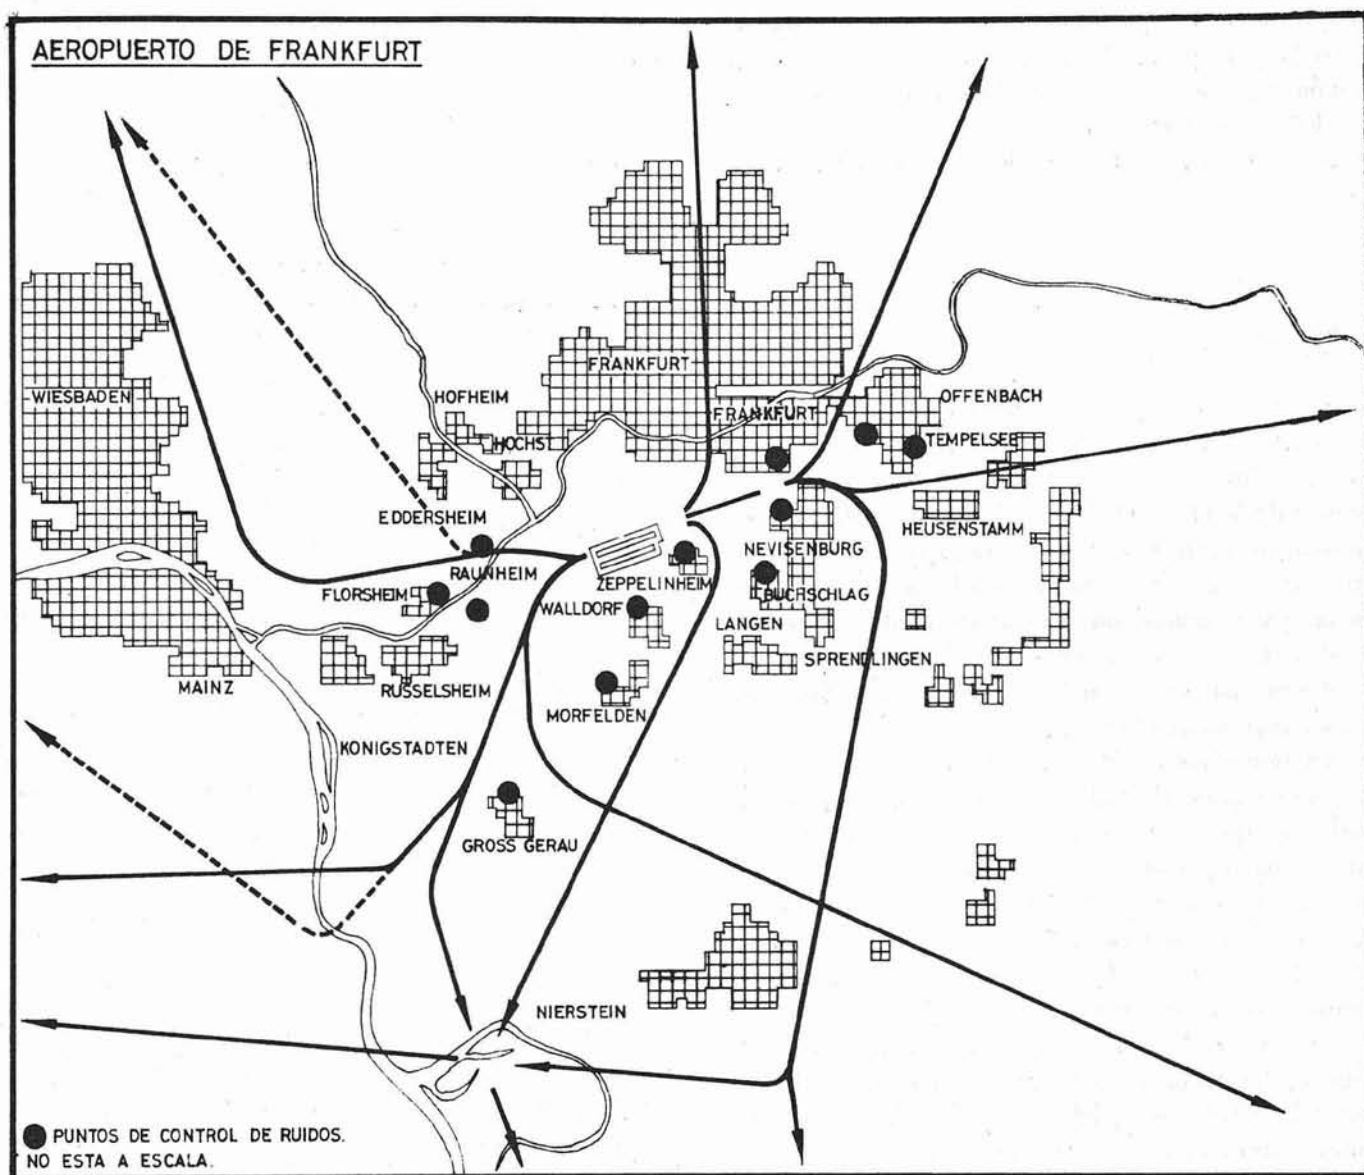 AEROPUERTO DE FRANKFURT
FRANKFURT
WIESBADEN
HOFHEIM
FRANKFURT
OFFENBACH
HOCHST
TEMPELSEE
EDDERSHEIM
HEUSENSTAMM
NEVISENBURG
RAUNHEIM
ZEPPELINHEIM
FLORSHEIM
BUCHSCHLAG
WALLDORF
LANGEN
SPRENDLINGEN
MAINZ
RUSSELSHEIM
MORFELDEN
KONIGSTADTEN
GROSS GERAU
NIERSTEIN
PUNTOS DE CONTROL DE RUIDOS.
NO ESTA A ESCALA.